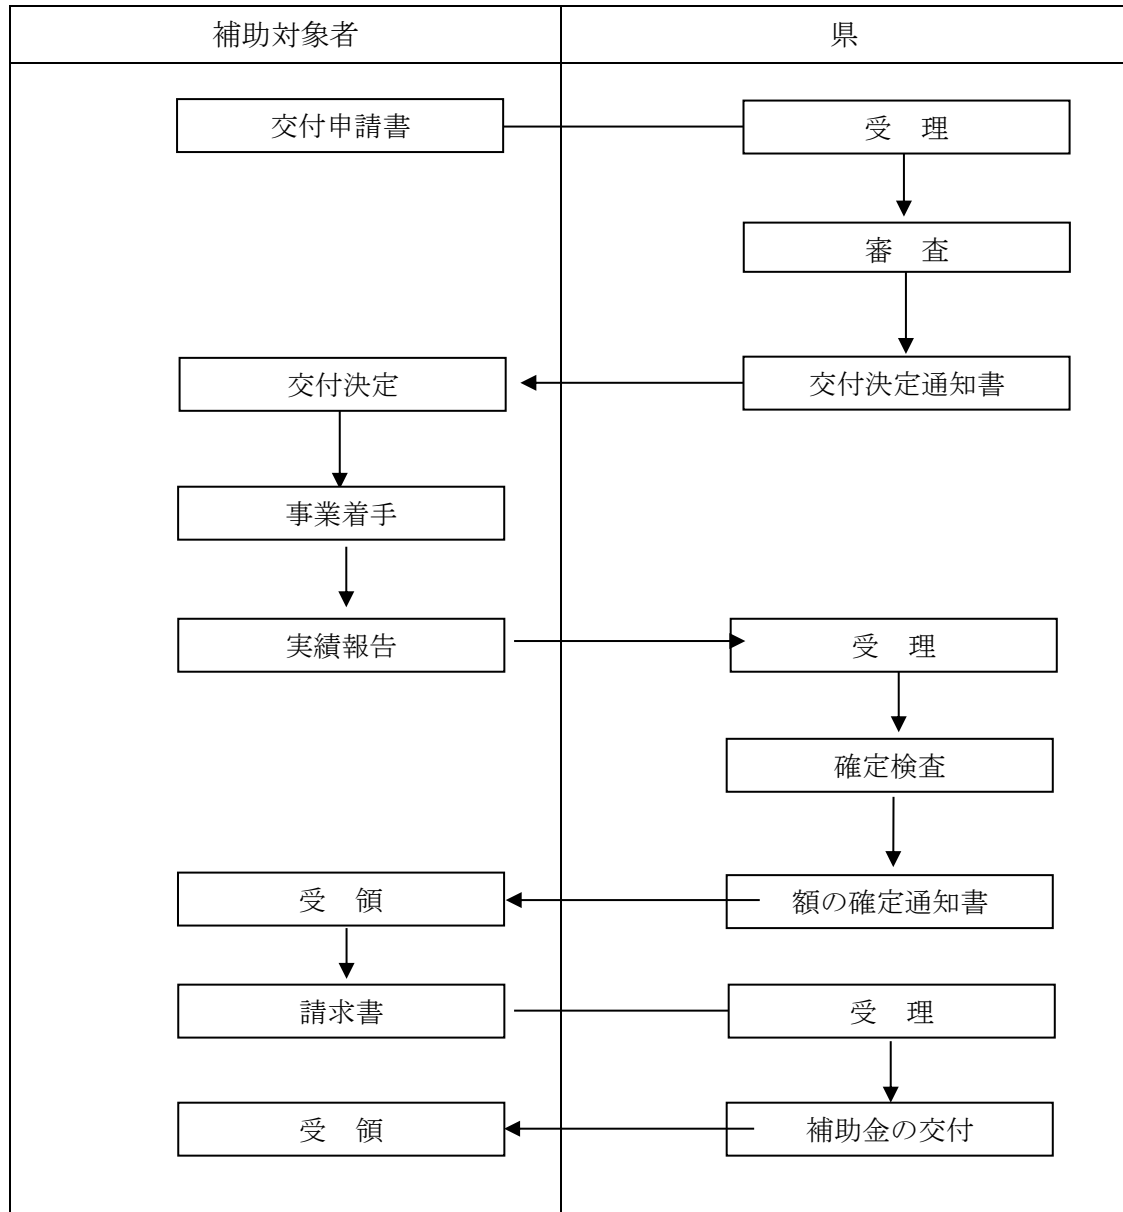 補助対象者
県
交付申請書
受　理
審　査
交付決定
交付決定通知書
事業着手
実績報告
受　理
確定検査
受　領
額の確定通知書
請求書
受　理
受　領
補助金の交付